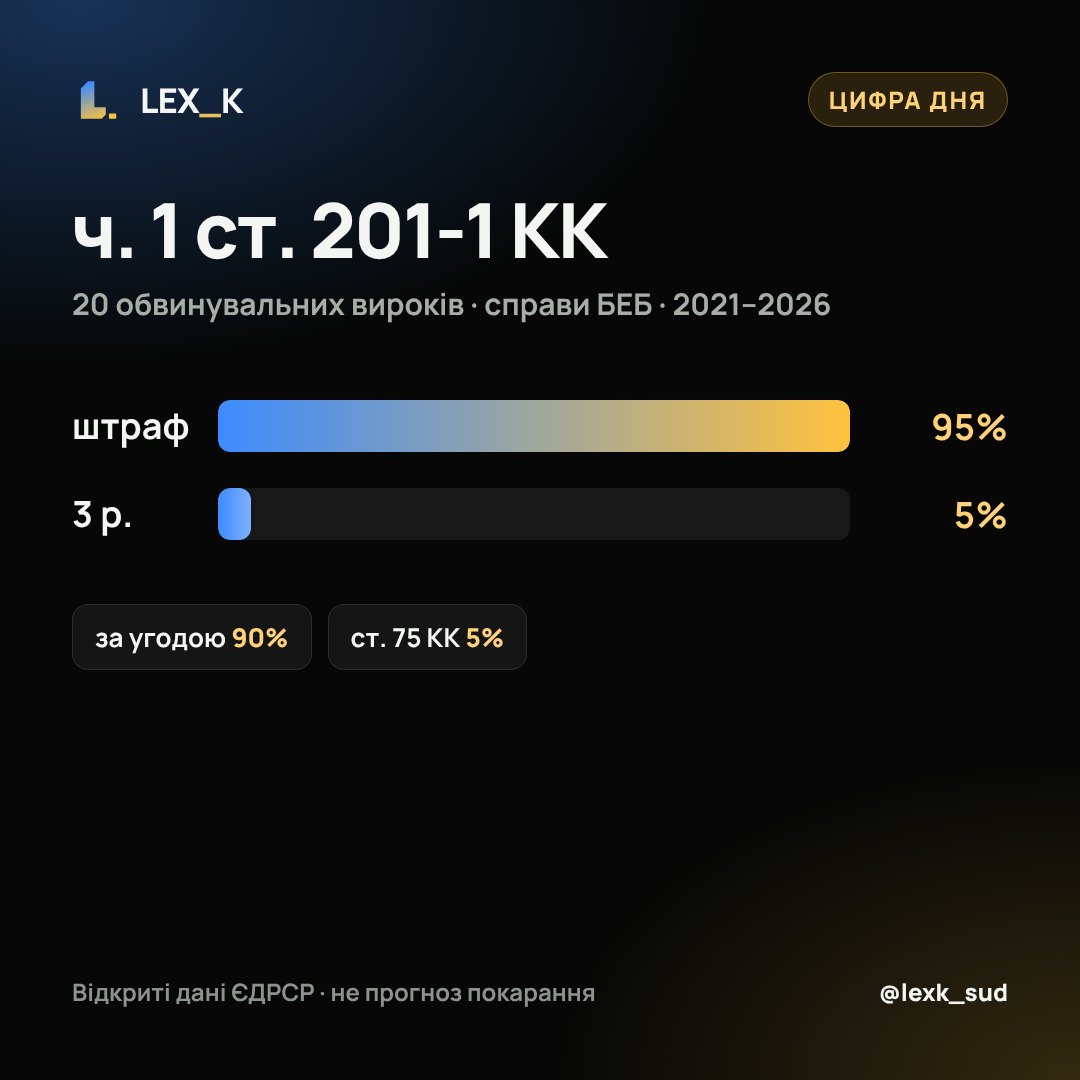 LEX_K
ЦИФРА ДНЯ
ч. 1 ст. 201-1 КК
20 обвинувальних вироків · справи БЕБ · 2021–2026
штраф 95%
3 р. 5%
за угодою 90%
ст. 75 КК 5%
Відкриті дані ЄДРСР · не прогноз покарання
@lexk_sud